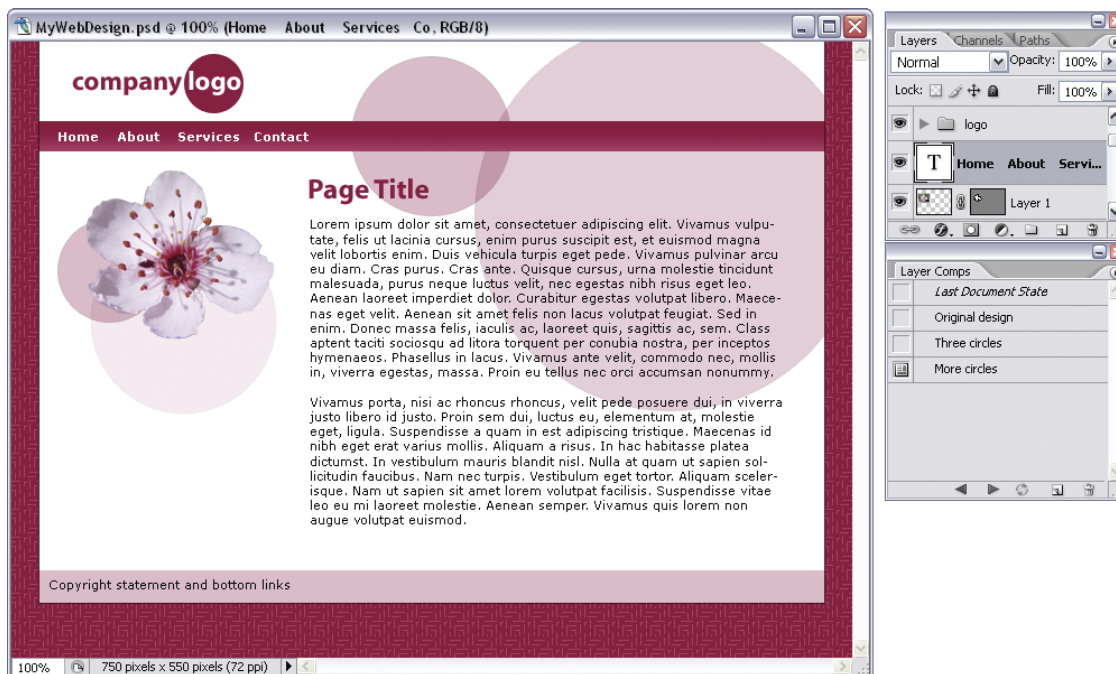 MyWebDesign.psd @ 100% (Home About Services Co, RGB/8)
company logo
Home About Services Contact
Page Title
Lorem ipsum dolor sit amet, consectetuer adipiscing elit. Vivamus vulpu-
tate, felis ut lacinia cursus, enim purus suscipit est, et euismod magna
velit lobortis enim. Duis vehicula turpis eget pede. Vivamus pulvinar arcu
eu diam. Cras purus. Cras ante. Quisque cursus, urna molestie tincidunt
malesuada, purus neque luctus velit, nec egestas nibh risus eget leo.
Aenean laoreet imperdiet dolor. Curabitur egestas volutpat libero. Maece-
nas eget velit. Aenean sit amet felis non lacus volutpat feugiat. Sed in
enim. Donec massa felis, iaculis ac, laoreet quis, sagittis ac, sem. Class
aptent taciti sociosqu ad litora torquent per conubia nostra, per inceptos
hymenaeos. Phasellus in lacus. Vivamus ante velit, commodo nec, mollis
in, viverra egestas, massa. Proin eu tellus nec orci accumsan nonummy.
Vivamus porta, nisi ac rhoncus rhoncus, velit pede posuere dui, in viverra
justo libero id justo. Proin sem dui, luctus eu, elementum at, molestie
eget, ligula. Suspendisse a quam in est adipiscing tristique. Maecenas id
nibh eget erat varius mollis. Aliquam a risus. In hac habitasse platea
dictumst. In vestibulum mauris blandit nisl. Nulla at quam ut sapien sol-
licitudin faucibus. Nam nec turpis. Vestibulum eget tortor. Aliquam sceler-
isque. Nam ut sapien sit amet lorem volutpat facilisis. Suspendisse vitae
leo eu mi laoreet molestie. Aenean semper. Vivamus quis lorem non
augue volutpat euismod.
Copyright statement and bottom links
100% 750 pixels x 550 pixels (72 ppi)
Layers Channels Paths
Normal Opacity: 100%
Lock: Fill: 100%
logo
T Home About Servi...
Layer 1
Layer Comps
Last Document State
Original design
Three circles
More circles